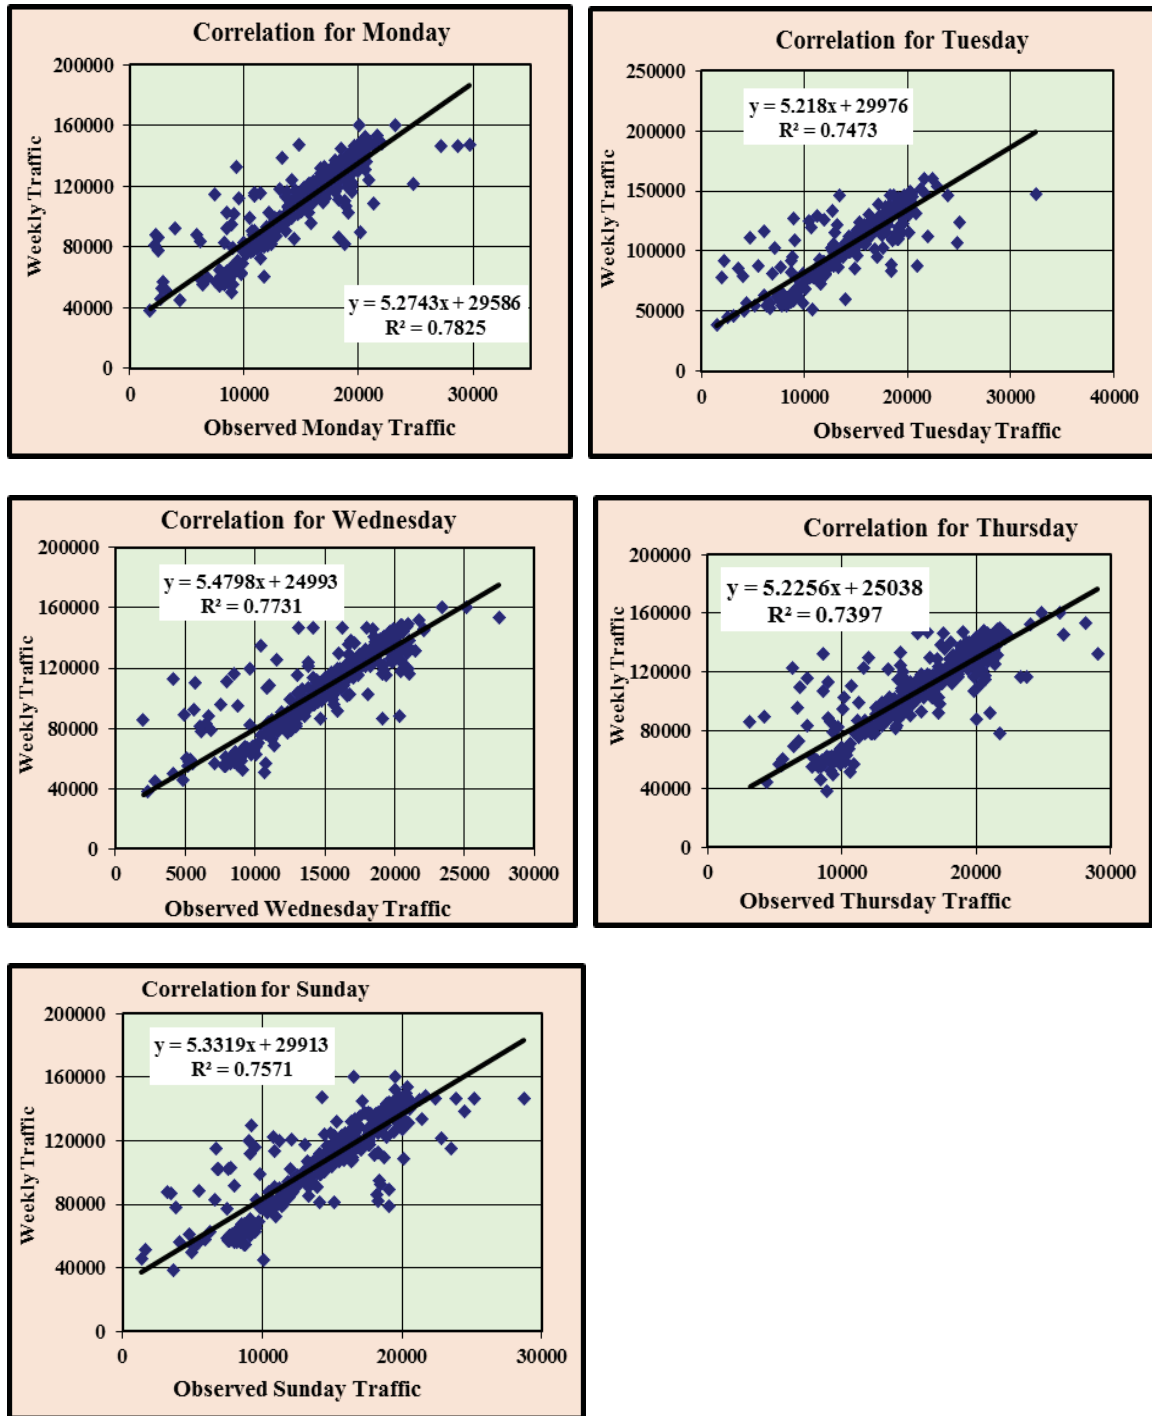 Correlation for Monday
200000
160000
120000
80000
40000
0
Weekly Traffic
y = 5.2743x + 29586
R² = 0.7825
0 10000 20000 30000
Observed Monday Traffic
Correlation for Tuesday
250000
200000
150000
100000
50000
0
Weekly Traffic
y = 5.218x + 29976
R² = 0.7473
0 10000 20000 30000 40000
Observed Tuesday Traffic
Correlation for Wednesday
200000
160000
120000
80000
40000
0
Weekly Traffic
y = 5.4798x + 24993
R² = 0.7731
0 5000 10000 15000 20000 25000 30000
Observed Wednesday Traffic
Correlation for Thursday
200000
160000
120000
80000
40000
0
Weekly Traffic
y = 5.2256x + 25038
R² = 0.7397
0 10000 20000 30000
Observed Thursday Traffic
Correlation for Sunday
200000
160000
120000
80000
40000
0
Weekly Traffic
y = 5.3319x + 29913
R² = 0.7571
0 10000 20000 30000
Observed Sunday Traffic